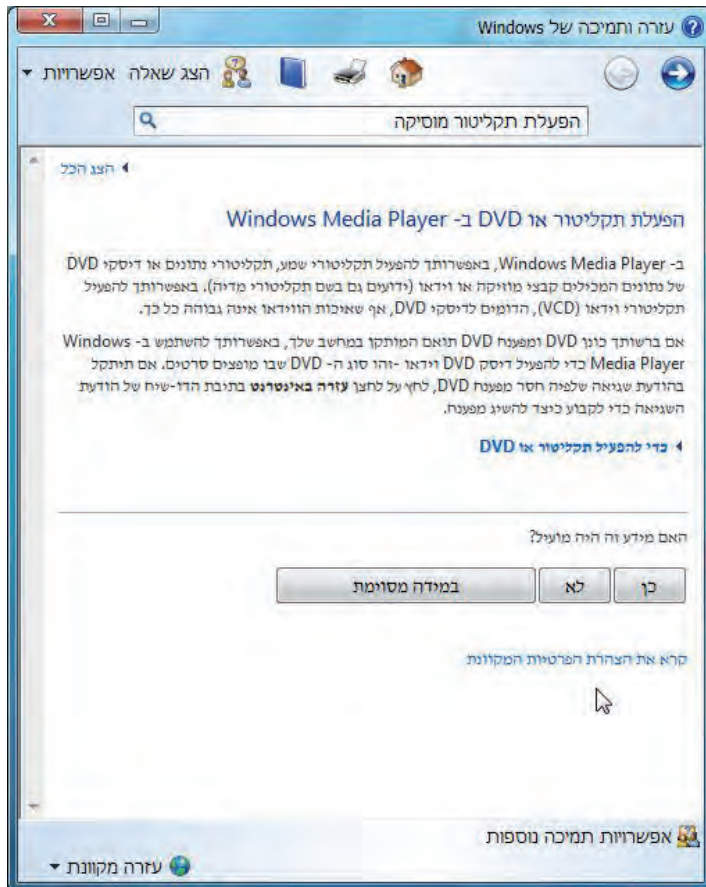 עזרה ותמיכה של Windows
הצג שאלה אפשרויות
הפעלת תקליטור מוסיקה
הצג הכל
הפעלת תקליטור או DVD ב- Windows Media Player
ב- Windows Media Player, באפשרותך להפעיל תקליטורי שמע, תקליטורי נתונים או דיסקי DVD
של נתונים המכילים קבצי מוזיקה או וידאו (ידועים גם בשם תקליטורי מדיה). באפשרותך להפעיל
תקליטורי וידאו (VCD), הדומים לדיסקי DVD, אף שאיכות הווידאו אינה גבוהה כל כך.
אם ברשותך כונן DVD ומפענח DVD תואם המותקן במחשב שלך, באפשרותך להשתמש ב- Windows
Media Player כדי להפעיל דיסק DVD וידאו -זהו סוג ה- DVD שבו מופצים סרטים. אם תיתקל
בהודעת שגיאה שלפיה חסר מפענח DVD, לחץ על לחצן עזרה באינטרנט בתיבת הדו-שיח של הודעת
השגיאה כדי לקבוע כיצד להשיג מפענח.
כדי להפעיל תקליטור או DVD
האם מידע זה היה מועיל?
כן לא במידה מסוימת
קרא את הצהרת הפרטיות המקוונת
אפשרויות תמיכה נוספות
עזרה מקוונת